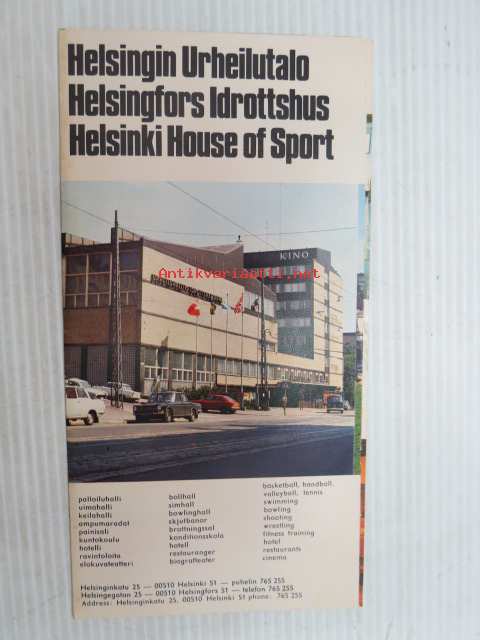 Helsingin Urheilutalo
Helsingfors Idrottshus
Helsinki House of Sport
KINO
Antikvariaatti.net
palloiluhalli
uimahalli
keilahalli
ampumaradat
painisali
kuntokoulu
hotelli
ravintoloita
elokuvateatteri
bollhall
simhall
bowlinghall
skjutbanor
brottningssal
konditionsskola
hotell
restauranger
biografteater
basketball, handball,
volleyball, tennis
swimming
bowling
shooting
wrestling
fitness training
hotel
restaurants
cinema
Helsinginkatu 25 — 00510 Helsinki 51 — puhelin 765 255
Helsingegatan 25 — 00510 Helsingfors 51 — telefon 765 255
Address: Helsinginkatu 25, 00510 Helsinki 51 phone: 765 255